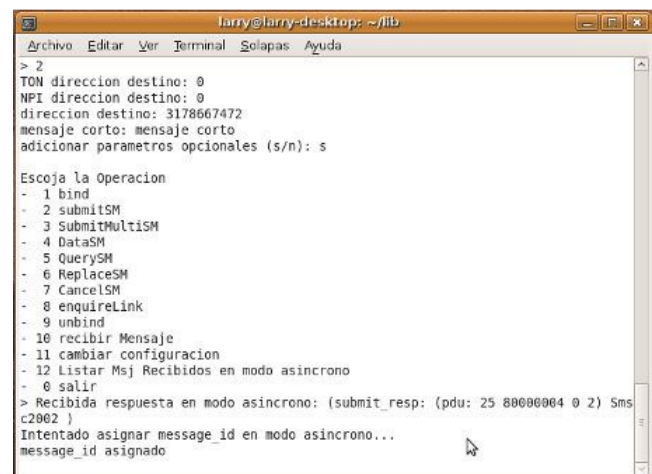 larry@larry-desktop: ~/lib
Archivo Editar Ver Terminal Solapas Ayuda
> 2
TON direccion destino: 0
NPI direccion destino: 0
direccion destino: 3178667472
mensaje corto: mensaje corto
adicionar parametros opcionales (s/n): s
Escoja la Operacion
- 1 bind
- 2 submitSM
- 3 SubmitMultiSM
- 4 DataSM
- 5 QuerySM
- 6 ReplaceSM
- 7 CancelSM
- 8 enquireLink
- 9 unbind
- 10 recibir Mensaje
- 11 cambiar configuracion
- 12 Listar Msj Recibidos en modo asincrono
- 0 salir
> Recibida respuesta en modo asincrono: (submit_resp: (pdu: 25 80000004 0 2) Sms
c2002 )
Intentado asignar message_id en modo asincrono...
message_id asignado